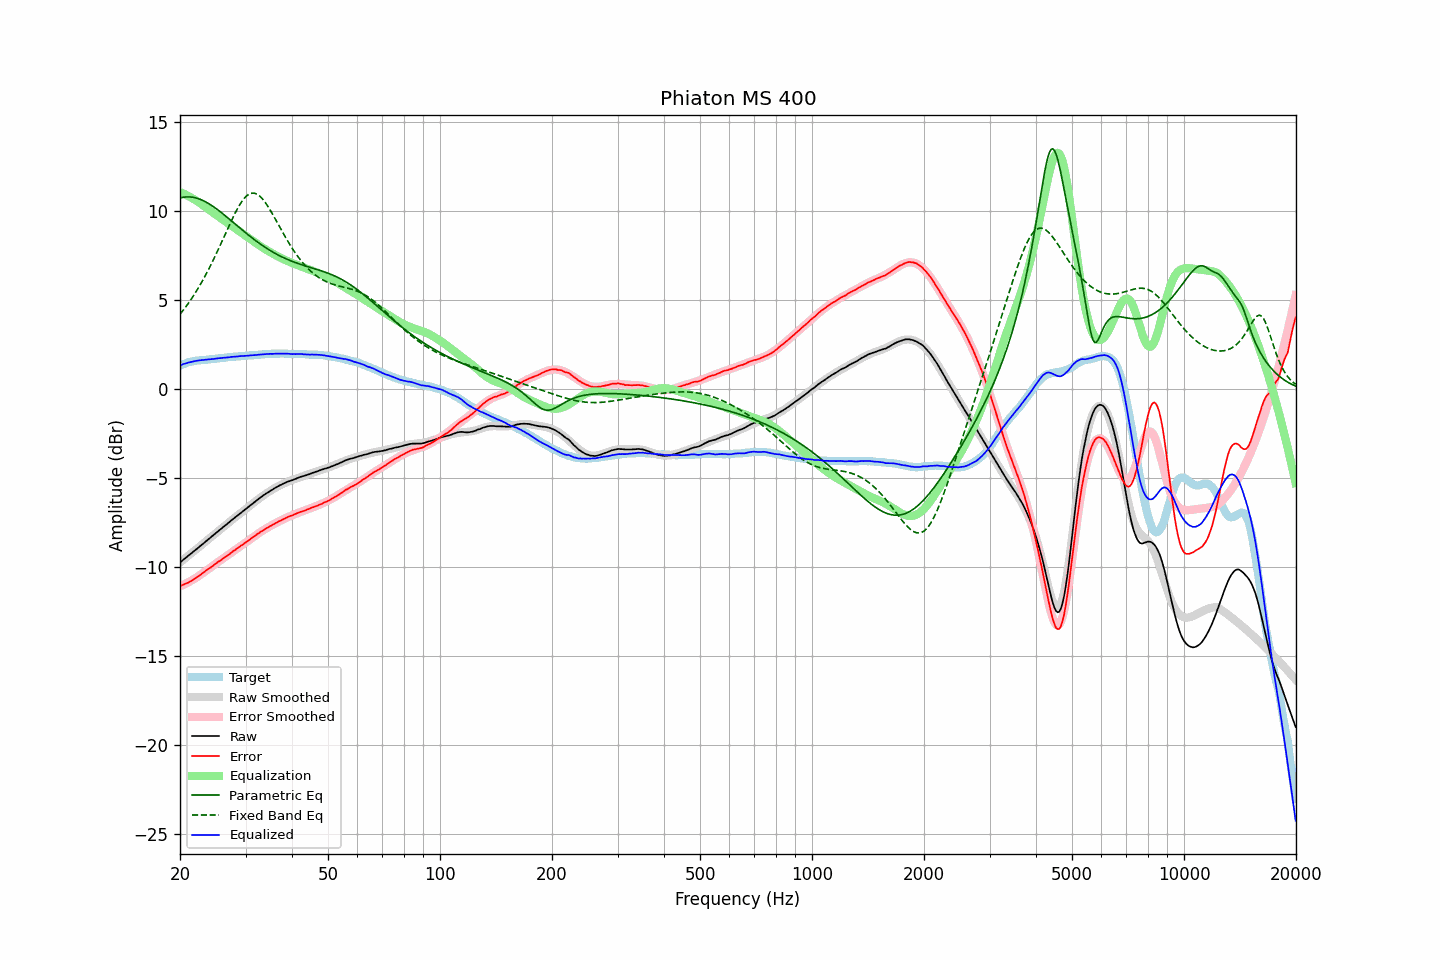 Phiaton MS 400
Amplitude (dBr)
15
10
5
0
−5
−10
−15
−20
−25
Target
Raw Smoothed
Error Smoothed
Raw
Error
Equalization
Parametric Eq
Fixed Band Eq
Equalized
20 50 100 200 500 1000 2000 5000 10000 20000
Frequency (Hz)